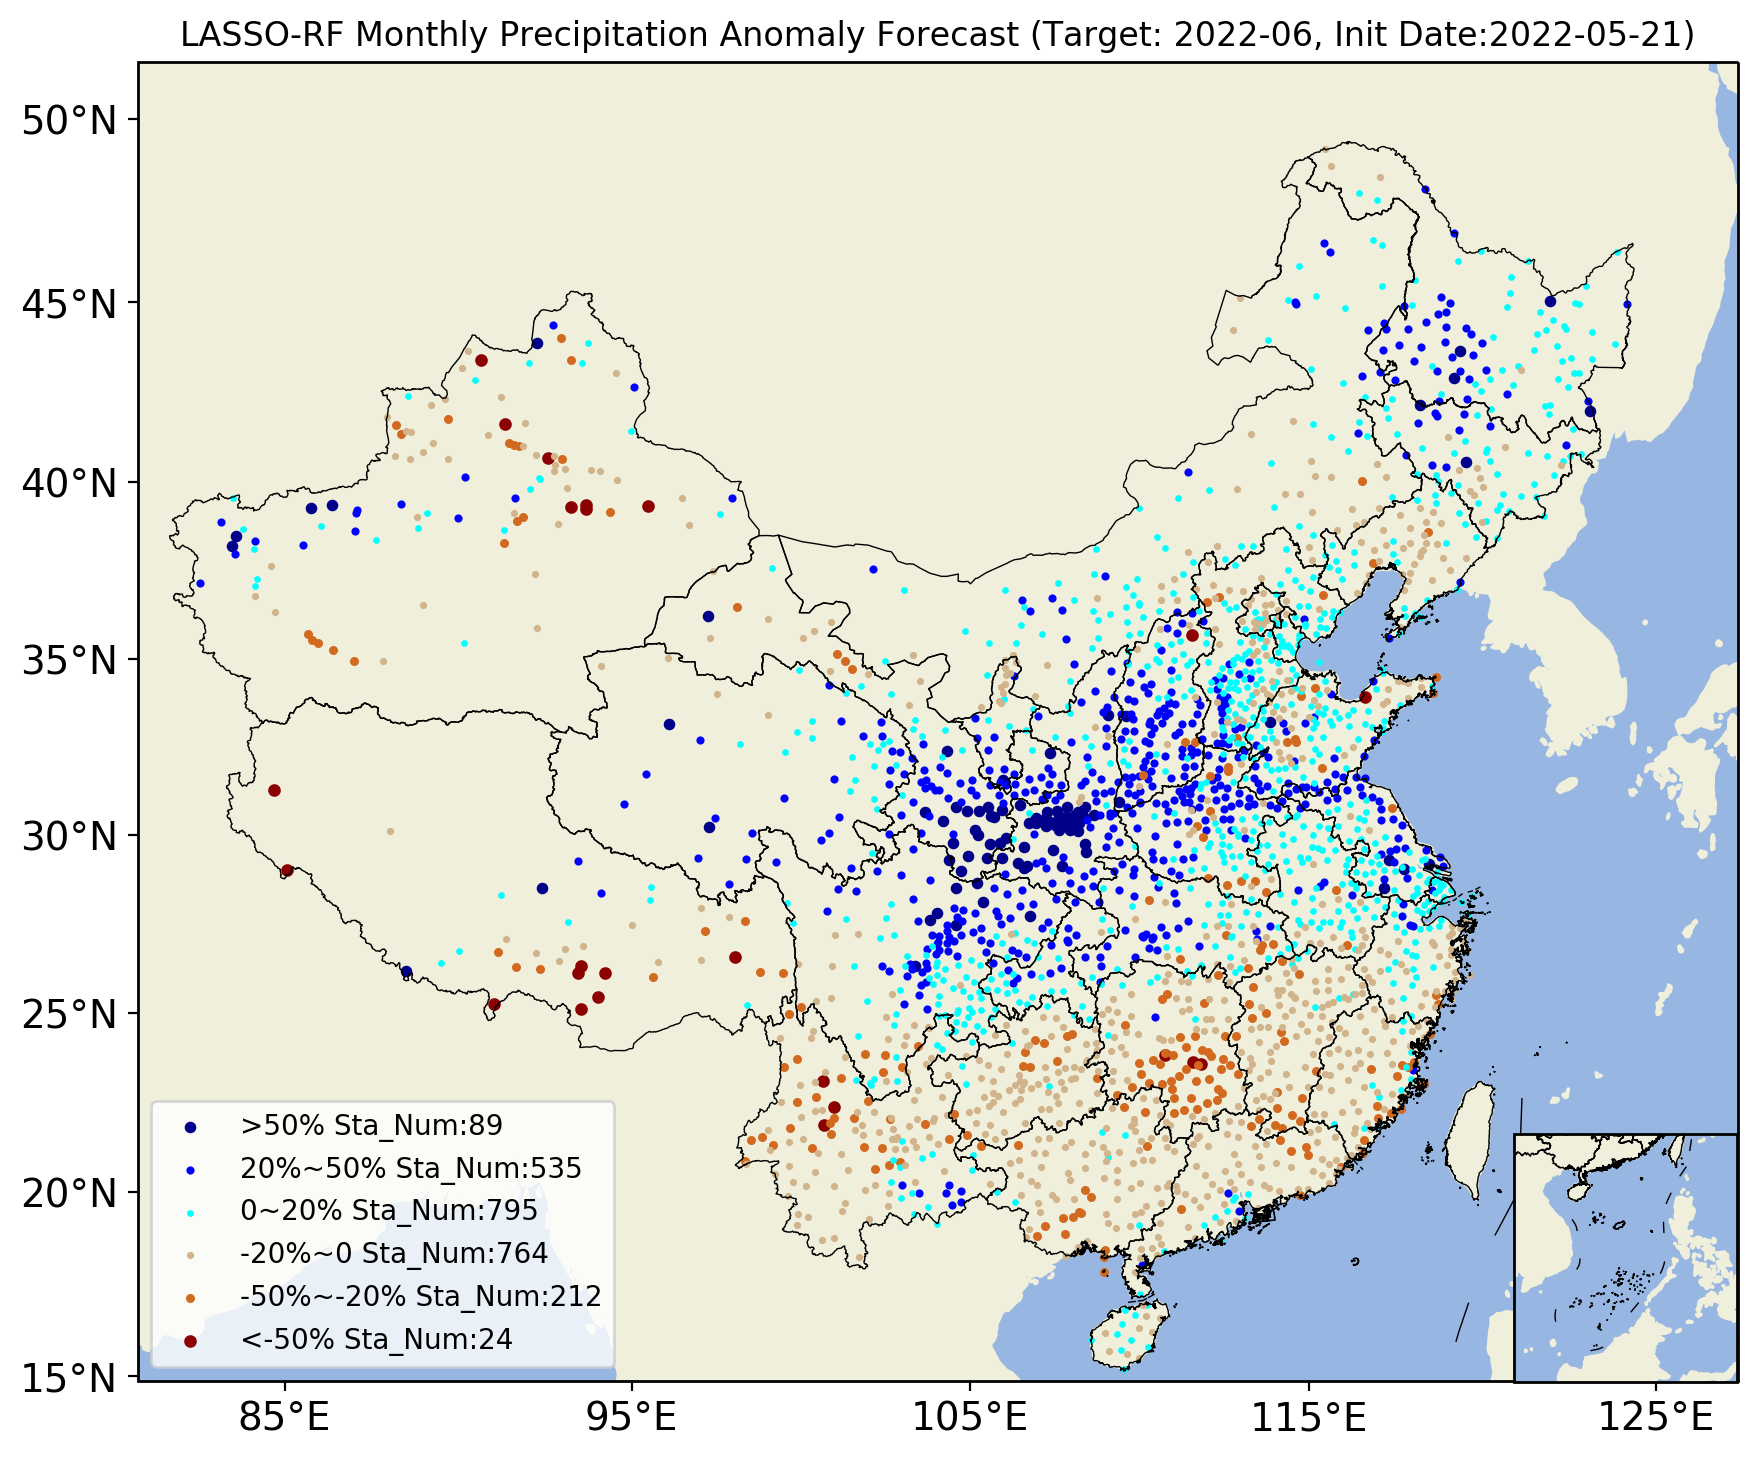 LASSO-RF Monthly Precipitation Anomaly Forecast (Target: 2022-06, Init Date:2022-05-21)
50°N
45°N
40°N
35°N
30°N
25°N
20°N
15°N
>50% Sta_Num:89
20%~50% Sta_Num:535
0~20% Sta_Num:795
-20%~0 Sta_Num:764
-50%~-20% Sta_Num:212
<-50% Sta_Num:24
85°E 95°E 105°E 115°E 125°E